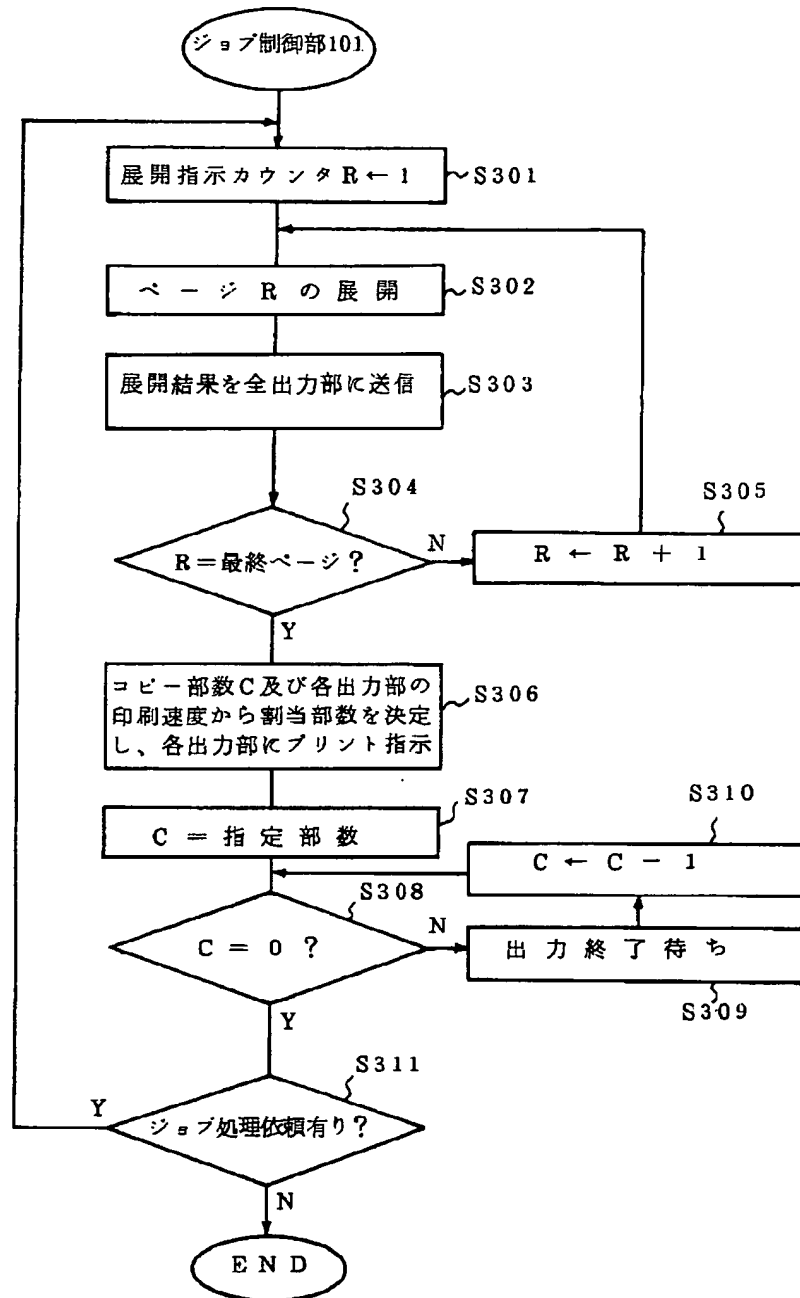 ジョブ制御部101
展開指示カウンタR←1
S301
ページRの展開
S302
展開結果を全出力部に送信
S303
S304
R=最終ページ?
N
Y
S305
R ← R + 1
コピー部数C及び各出力部の
印刷速度から割当部数を決定
し、各出力部にプリント指示
S306
C = 指定部数
S307
S310
C ← C - 1
S308
C = 0 ?
N
Y
出力終了待ち
S309
S311
ジョブ処理依頼有り?
Y
N
END